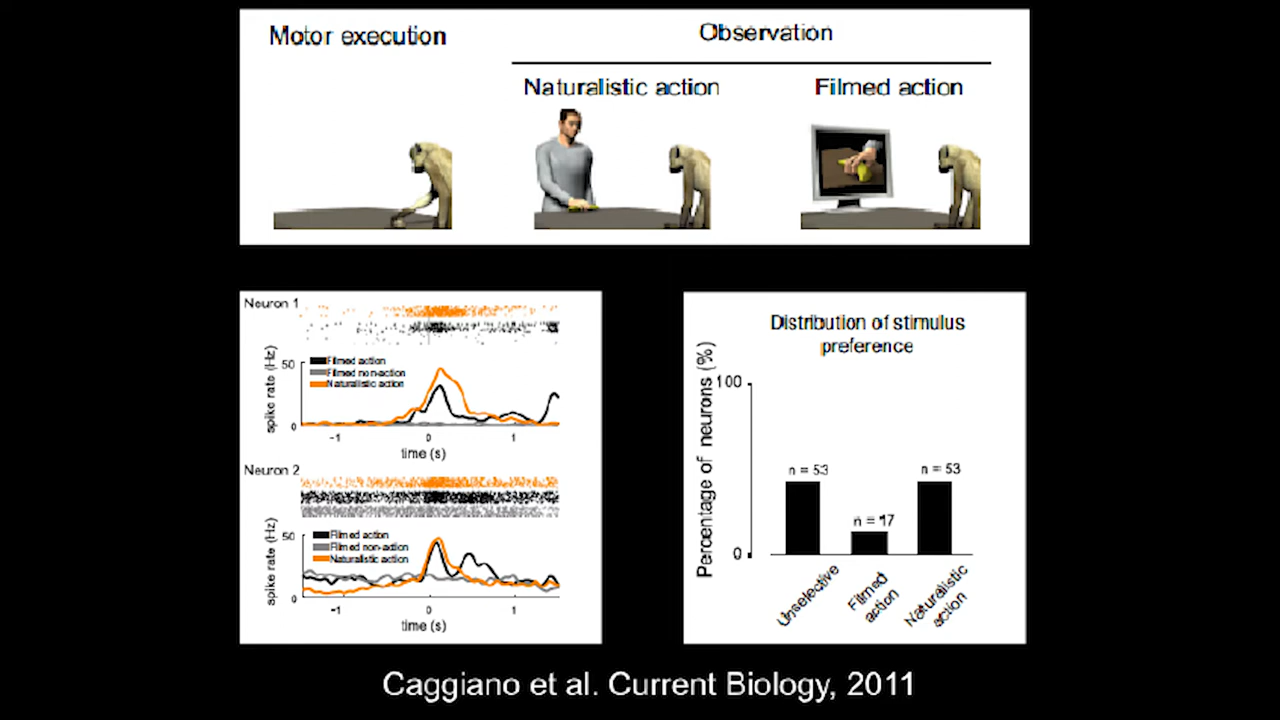 Motor execution
Observation
Naturalistic action
Filmed action
Neuron 1
spike rate (Hz)
50
0
Filmed action
Filmed non-action
Naturalistic action
-1
0
1
time (s)
Neuron 2
spike rate (Hz)
50
0
Filmed action
Filmed non-action
Naturalistic action
-1
0
1
time (s)
Distribution of stimulus
preference
Percentage of neurons (%)
100
0
n = 53
n = 17
n = 53
Unselective
Filmed
action
Naturalistic
action
Caggiano et al. Current Biology, 2011